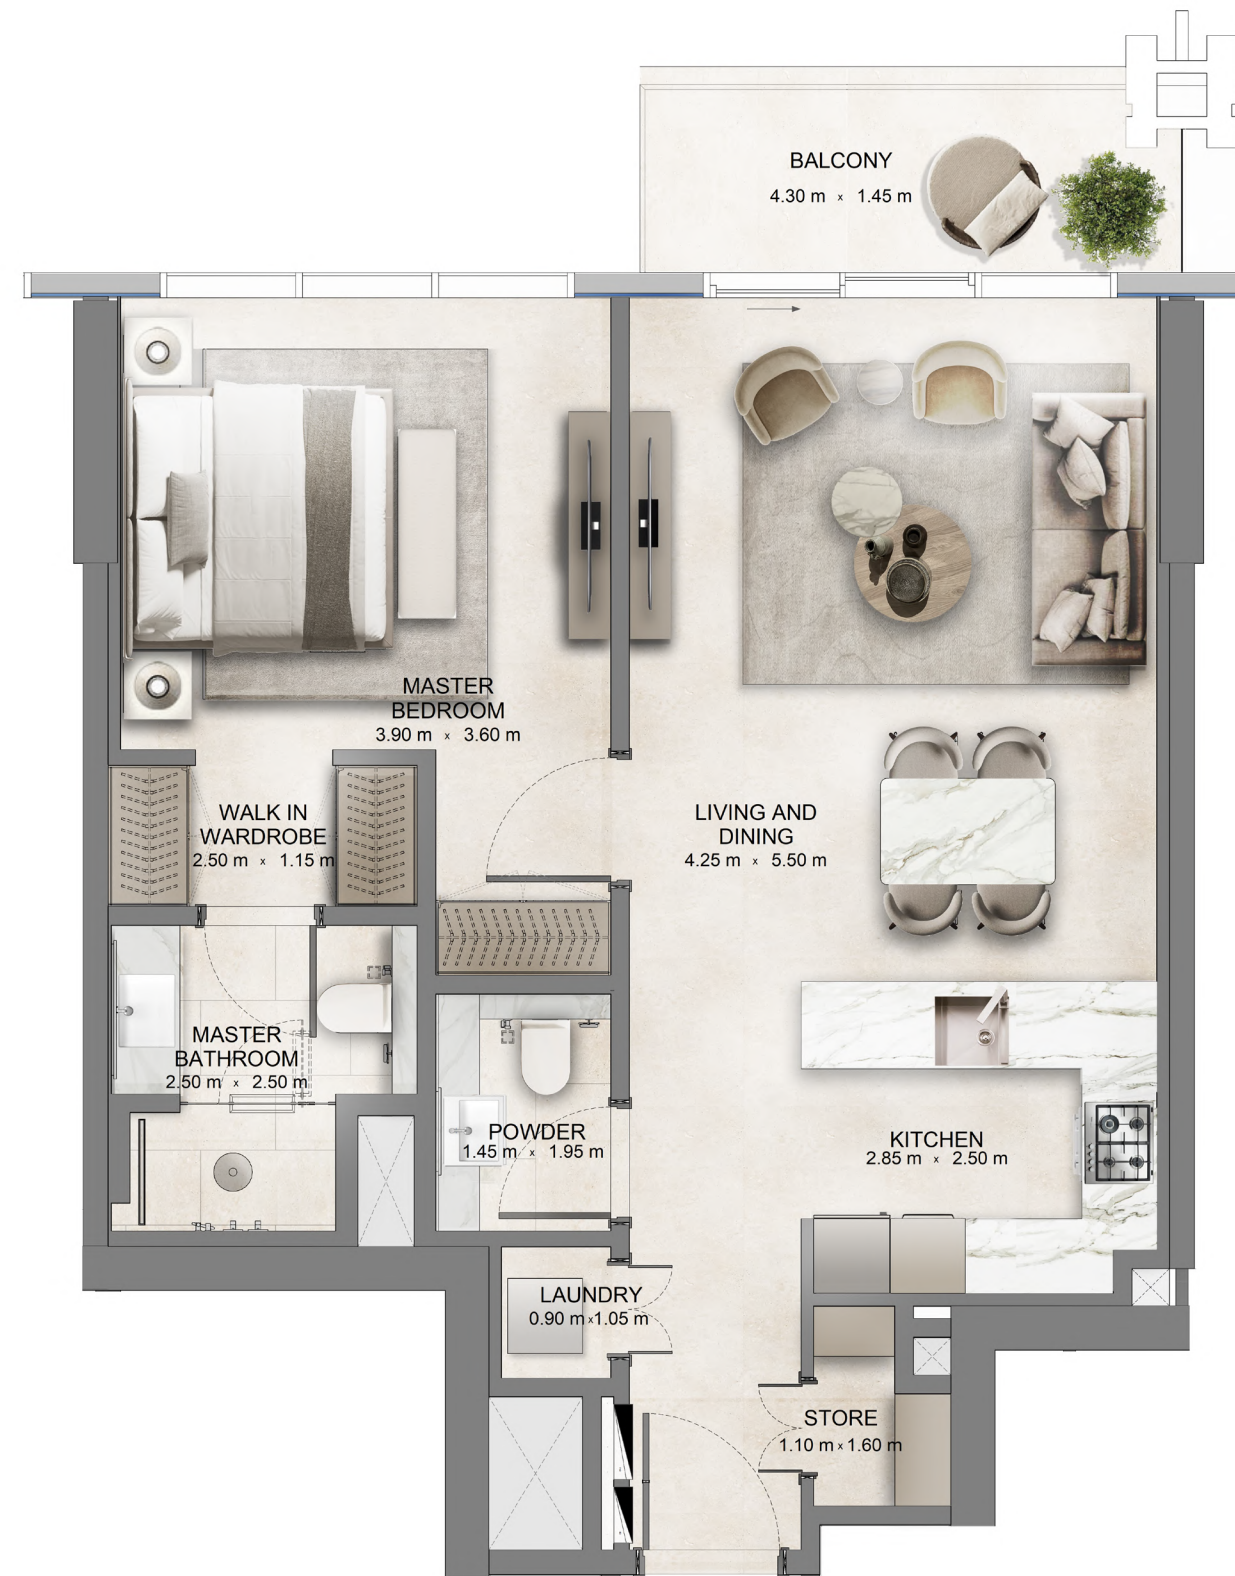 BALCONY
4.30 m x 1.45 m
MASTER
BEDROOM
3.90 m x 3.60 m
WALK IN
WARDROBE
2.50 m x 1.15 m
LIVING AND
DINING
4.25 m x 5.50 m
MASTER
BATHROOM
2.50 m x 2.50 m
POWDER
1.45 m x 1.95 m
KITCHEN
2.85 m x 2.50 m
LAUNDRY
0.90 m x 1.05 m
STORE
1.10 m x 1.60 m